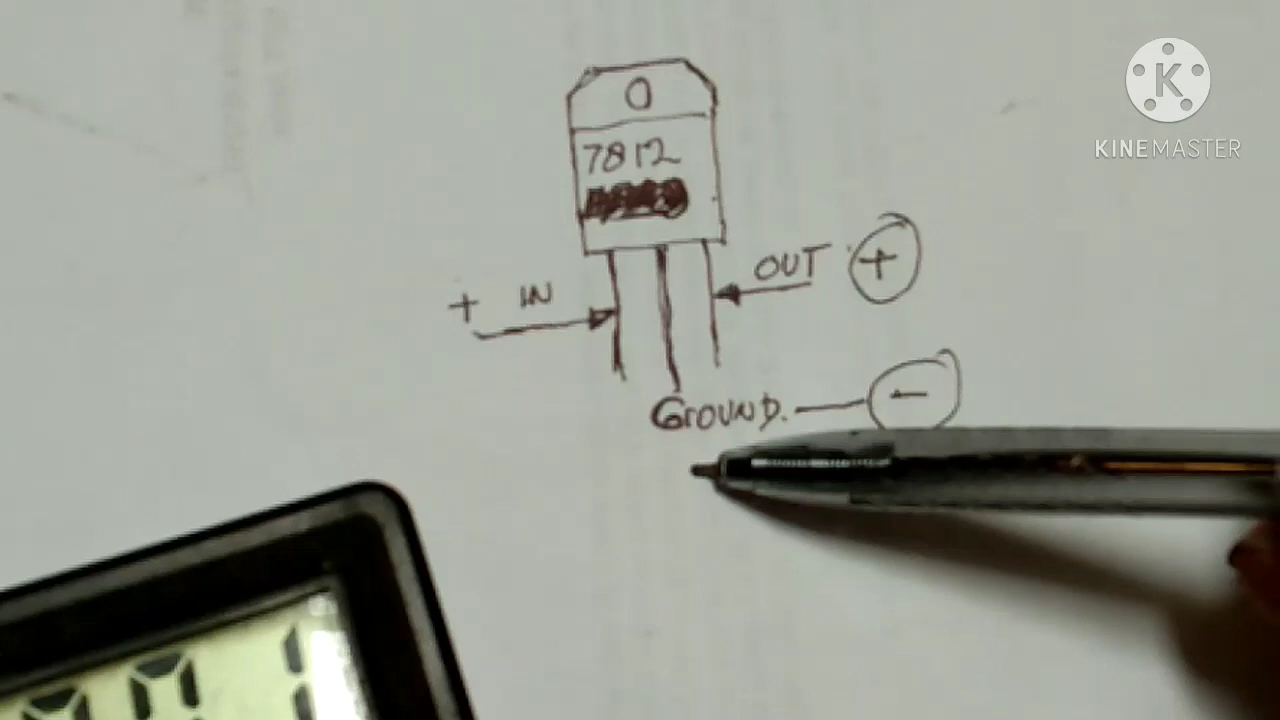 K
KINEMASTER
O
7812
+ IN
OUT +
GROUND. —
-